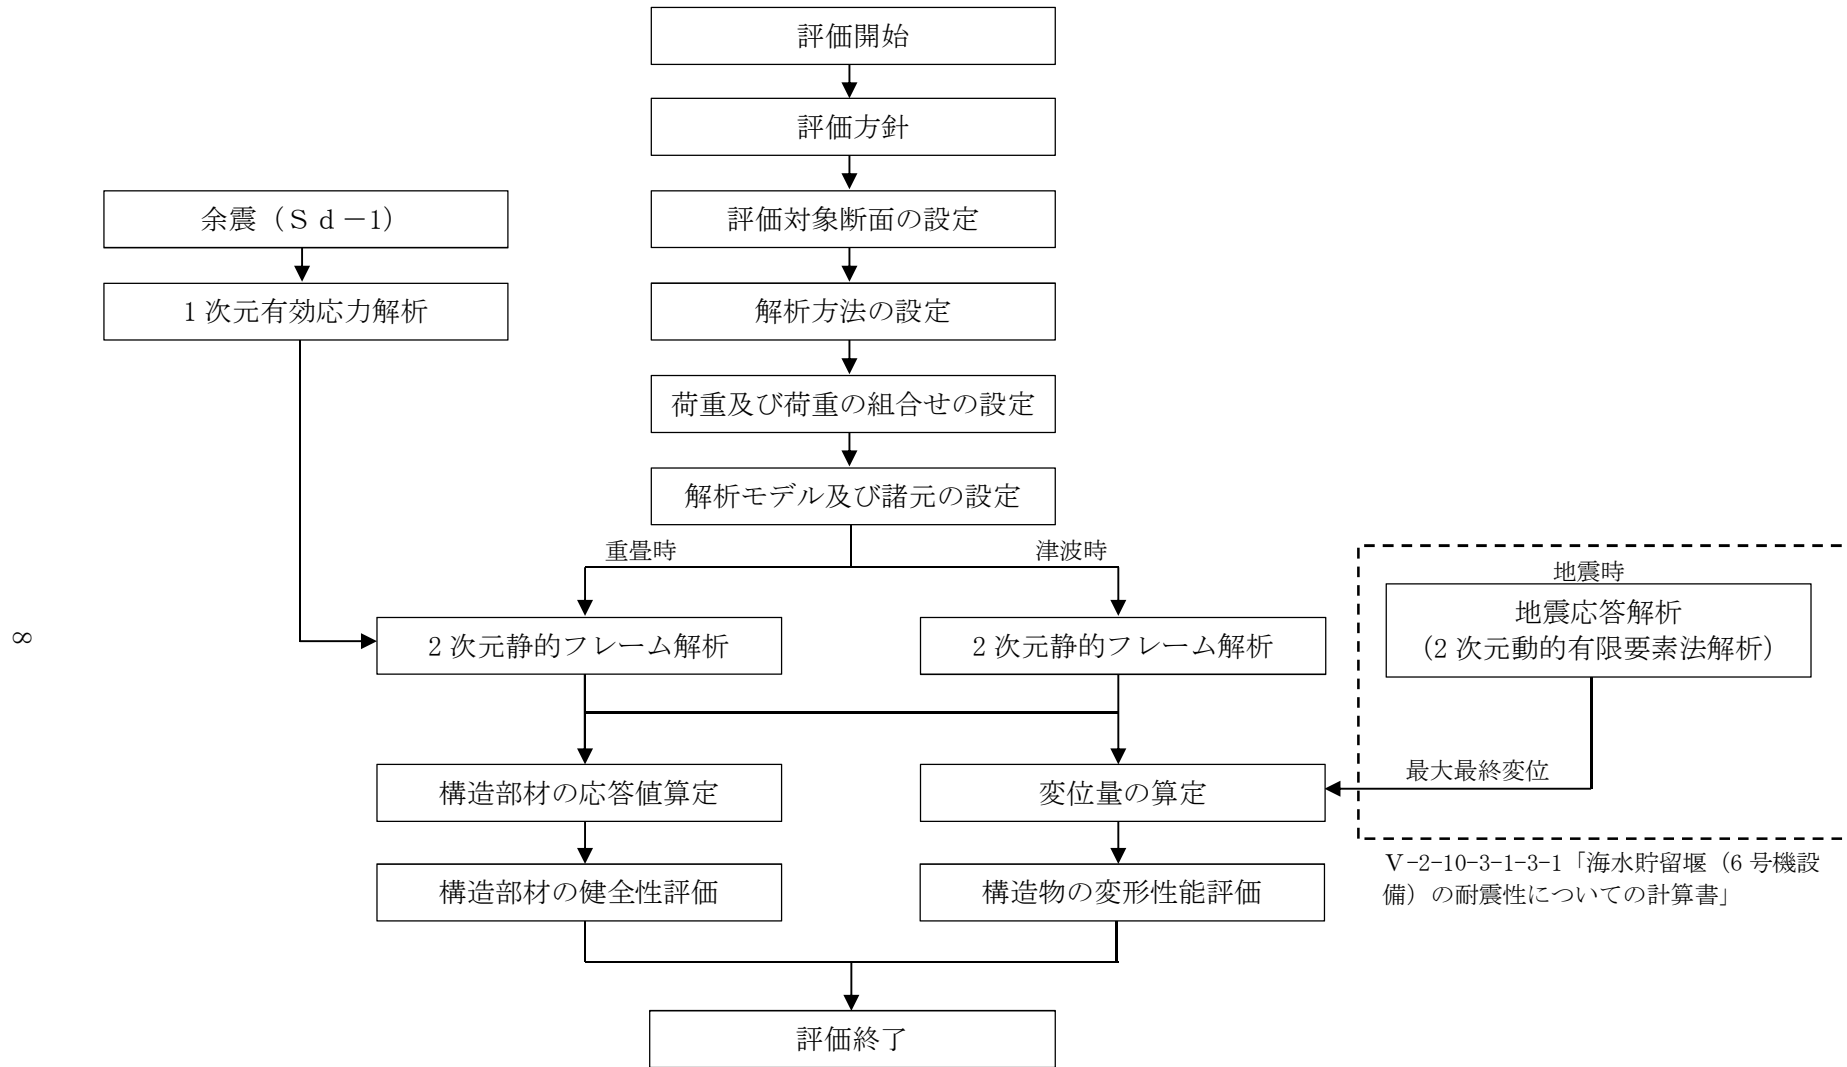 評価開始
評価方針
余震（Ｓｄ－1）
評価対象断面の設定
1 次元有効応力解析
解析方法の設定
荷重及び荷重の組合せの設定
解析モデル及び諸元の設定
重畳時
津波時
地震時
地震応答解析
（2 次元動的有限要素法解析）
2 次元静的フレーム解析
2 次元静的フレーム解析
8
最大最終変位
構造部材の応答値算定
変位量の算定
Ⅴ-2-10-3-1-3-1「海水貯留堰（6 号機設
備）の耐震性についての計算書」
構造部材の健全性評価
構造物の変形性能評価
評価終了